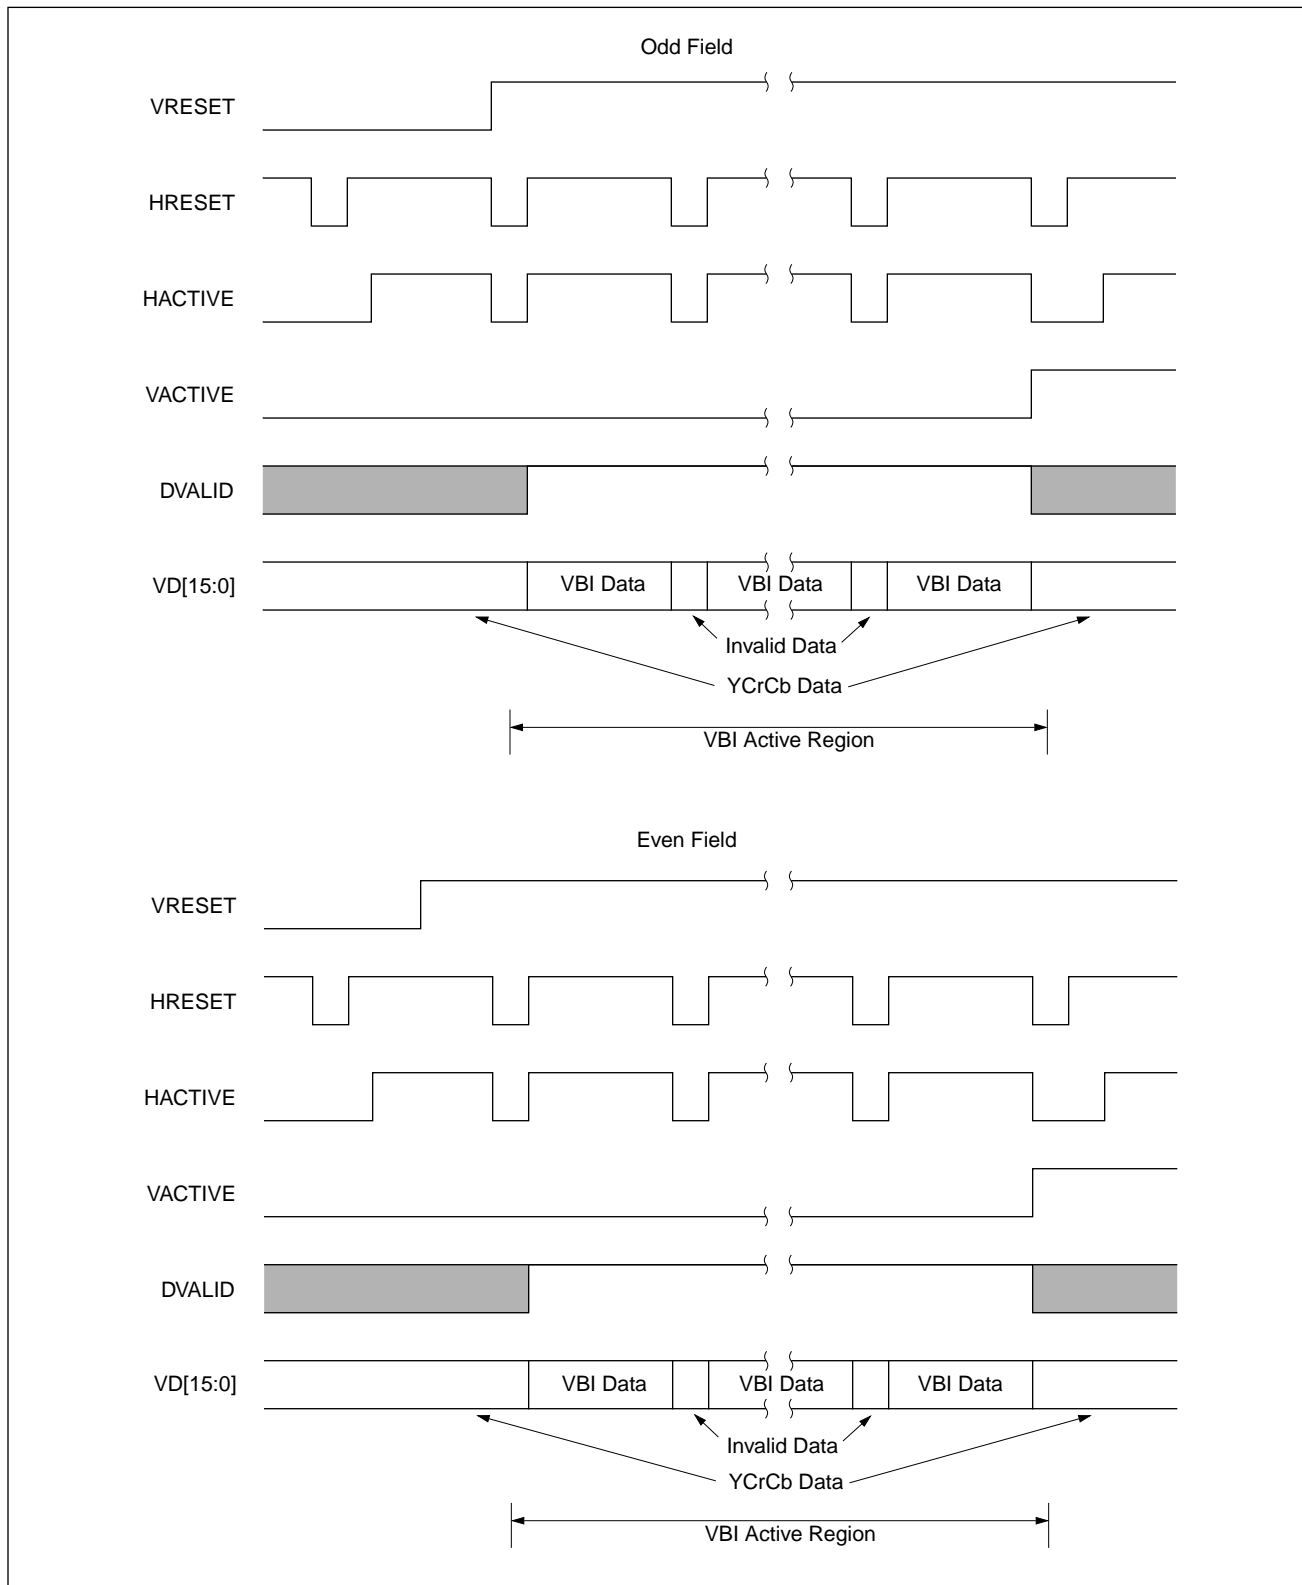 Odd Field
VRESET
HRESET
HACTIVE
VACTIVE
DVALID
VD[15:0]
VBI Data
VBI Data
VBI Data
Invalid Data
YCrCb Data
VBI Active Region
Even Field
VRESET
HRESET
HACTIVE
VACTIVE
DVALID
VD[15:0]
VBI Data
VBI Data
VBI Data
Invalid Data
YCrCb Data
VBI Active Region